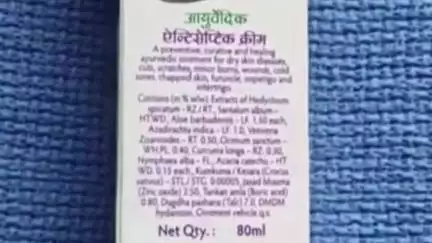 आयुर्वेदिक
ऐन्टिसेप्टिक क्रीम
A preventive, curative and healing
ayurvedic ointment for dry skin diseases,
cuts, scratches, minor burns, wounds, cold
sores, chapped skin, furuncle, impetigo and
intertrigo
Contains (in % w/w): Extracts of Hedychium
spicatum - RZ / RT , Santalum album -
HTWD., Aloe barbadensis - LF. 1.50 each,
Azadirachta indica - LF. 1.0, Vetiveria
Zizanioides - RT. 0.50, Ocimum sanctum -
WH.PL. 0.40, Curcuma longa - RZ. 0.30,
Nymphaea alba - FL., Acacia catechu - HT
WD. 0.15 each., Kumkuma / Kesara (Crocus
sativus) - STL / STG. 0.00005, Jasad bhasma
(Zinc oxide) 3.50, Tankan amla (Boric acid)
0.80, Dugdha pashana (Talc) 7.0, DMDM
hydantoin, Ointment vehicle q.s.
Net Qty. : 80ml